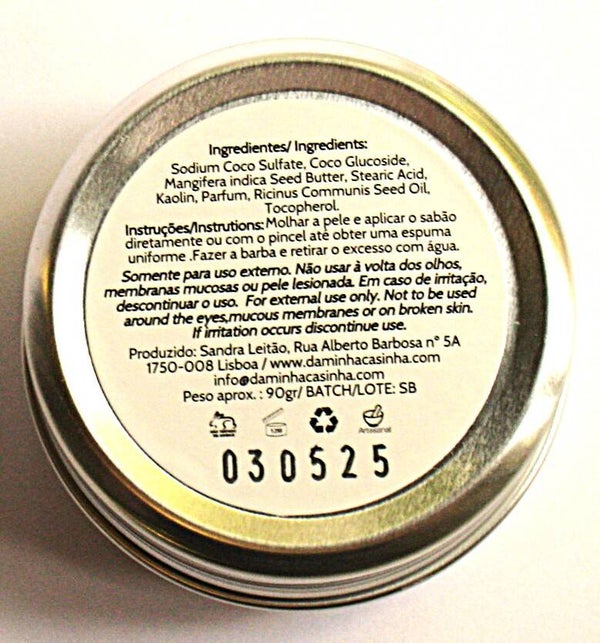 Ingredientes/ Ingredients:
Sodium Coco Sulfate, Coco Glucoside,
Mangifera indica Seed Butter, Stearic Acid,
Kaolin, Parfum, Ricinus Communis Seed Oil,
Tocopherol.
Instruções/Instrutions: Molhar a pele e aplicar o sabão
diretamente ou com o pincel até obter uma espuma
uniforme .Fazer a barba e retirar o excesso com água.
Somente para uso externo. Não usar à volta dos olhos,
membranas mucosas ou pele lesionada. Em caso de irritação,
descontinuar o uso. For external use only. Not to be used
around the eyes,mucous membranes or on broken skin.
If irritation occurs discontinue use.
Produzido: Sandra Leitão, Rua Alberto Barbosa nº 5A
1750-008 Lisboa / www.daminhacasinha.com
info@daminhacasinha.com
Peso aprox. : 90gr/ BATCH/LOTE: SB
12M Artesanal
030525